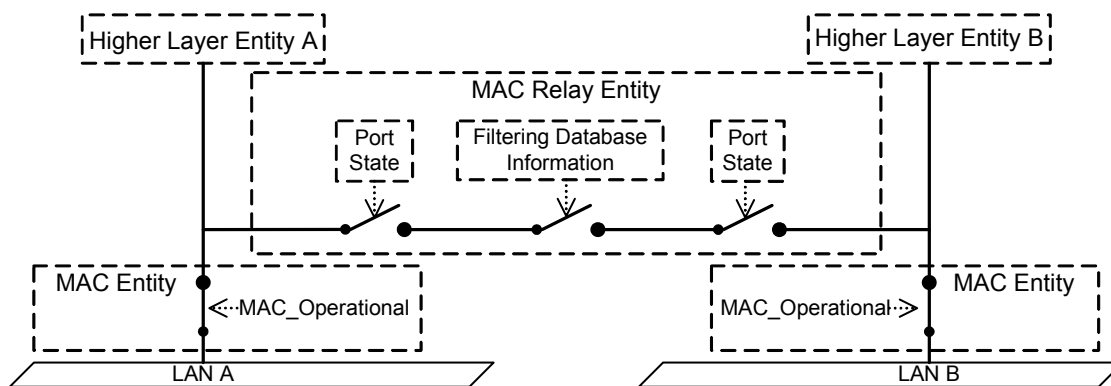 Higher Layer Entity A
Higher Layer Entity B
MAC Relay Entity
Port
State
Filtering Database
Information
Port
State
MAC Entity
MAC_Operational
MAC Entity
MAC_Operational
LAN A
LAN B